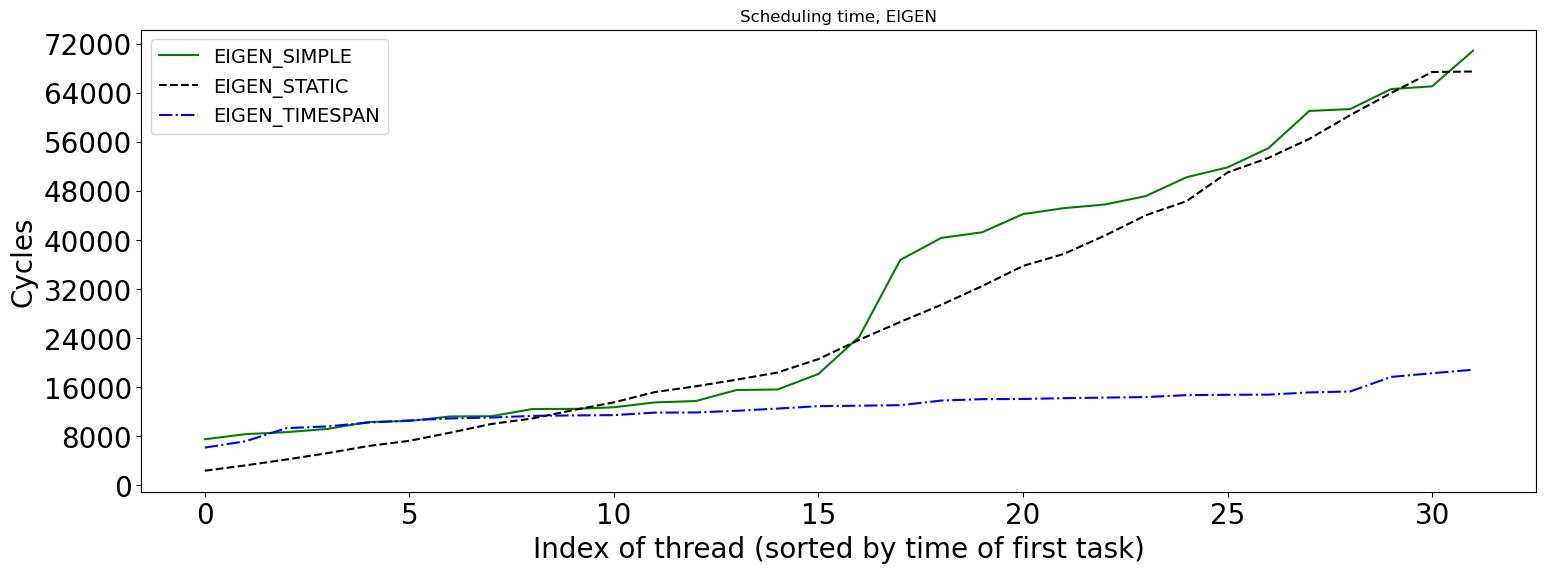 Scheduling time, EIGEN
EIGEN_SIMPLE
EIGEN_STATIC
EIGEN_TIMESPAN
72000
64000
56000
48000
40000
32000
24000
16000
8000
0
Cycles
0 5 10 15 20 25 30
Index of thread (sorted by time of first task)